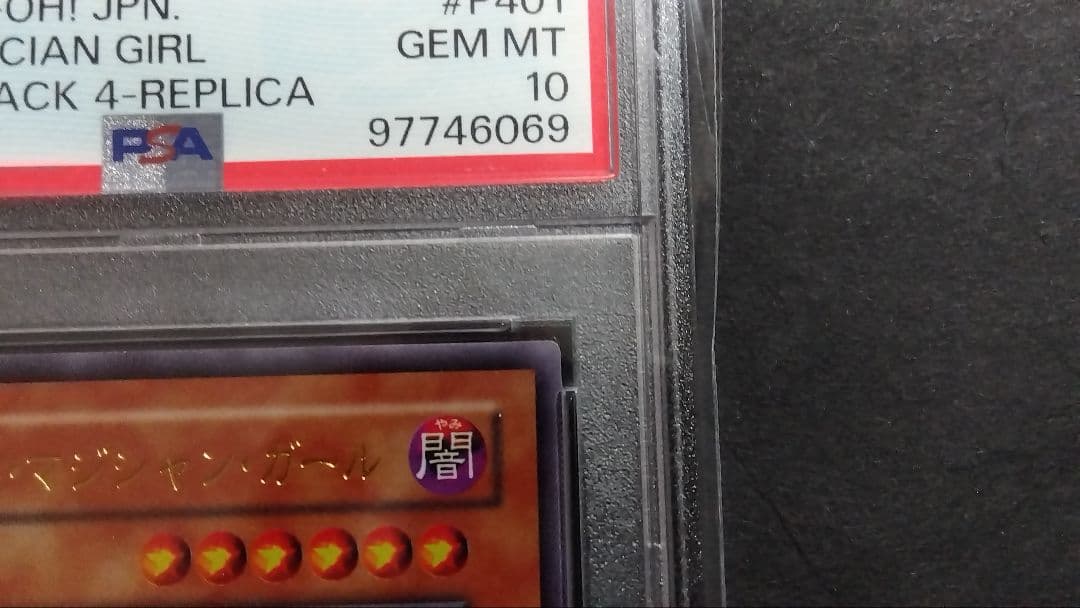 -OH! JPN.
#P401
CIAN GIRL
GEM MT
ACK 4-REPLICA
10
PSA
97746069
・マジシャン・ガール
やみ
闇